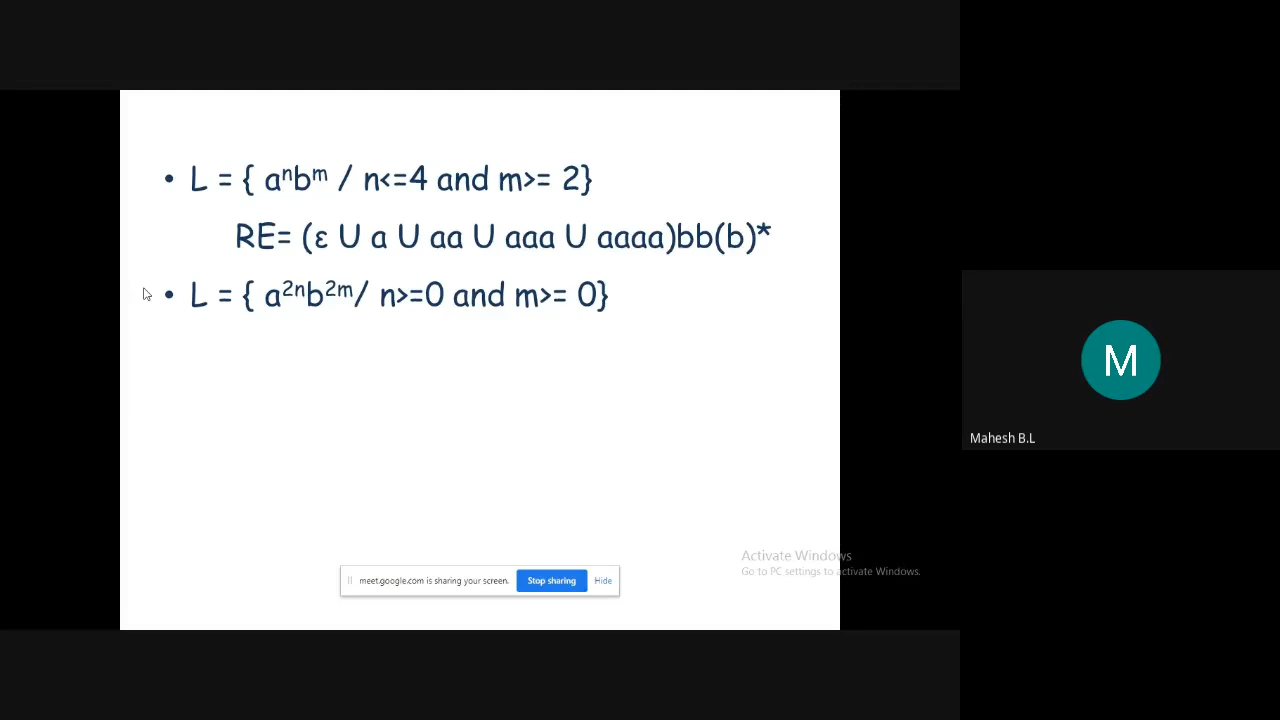 • L = { aⁿbᵐ / n<=4 and m>= 2}
RE= (ε U a U aa U aaa U aaaa)bb(b)*
• L = { a²ⁿb²ᵐ/ n>=0 and m>= 0}
M
Mahesh B.L
Activate Windows
Go to PC settings to activate Windows.
meet.google.com is sharing your screen. Stop sharing Hide